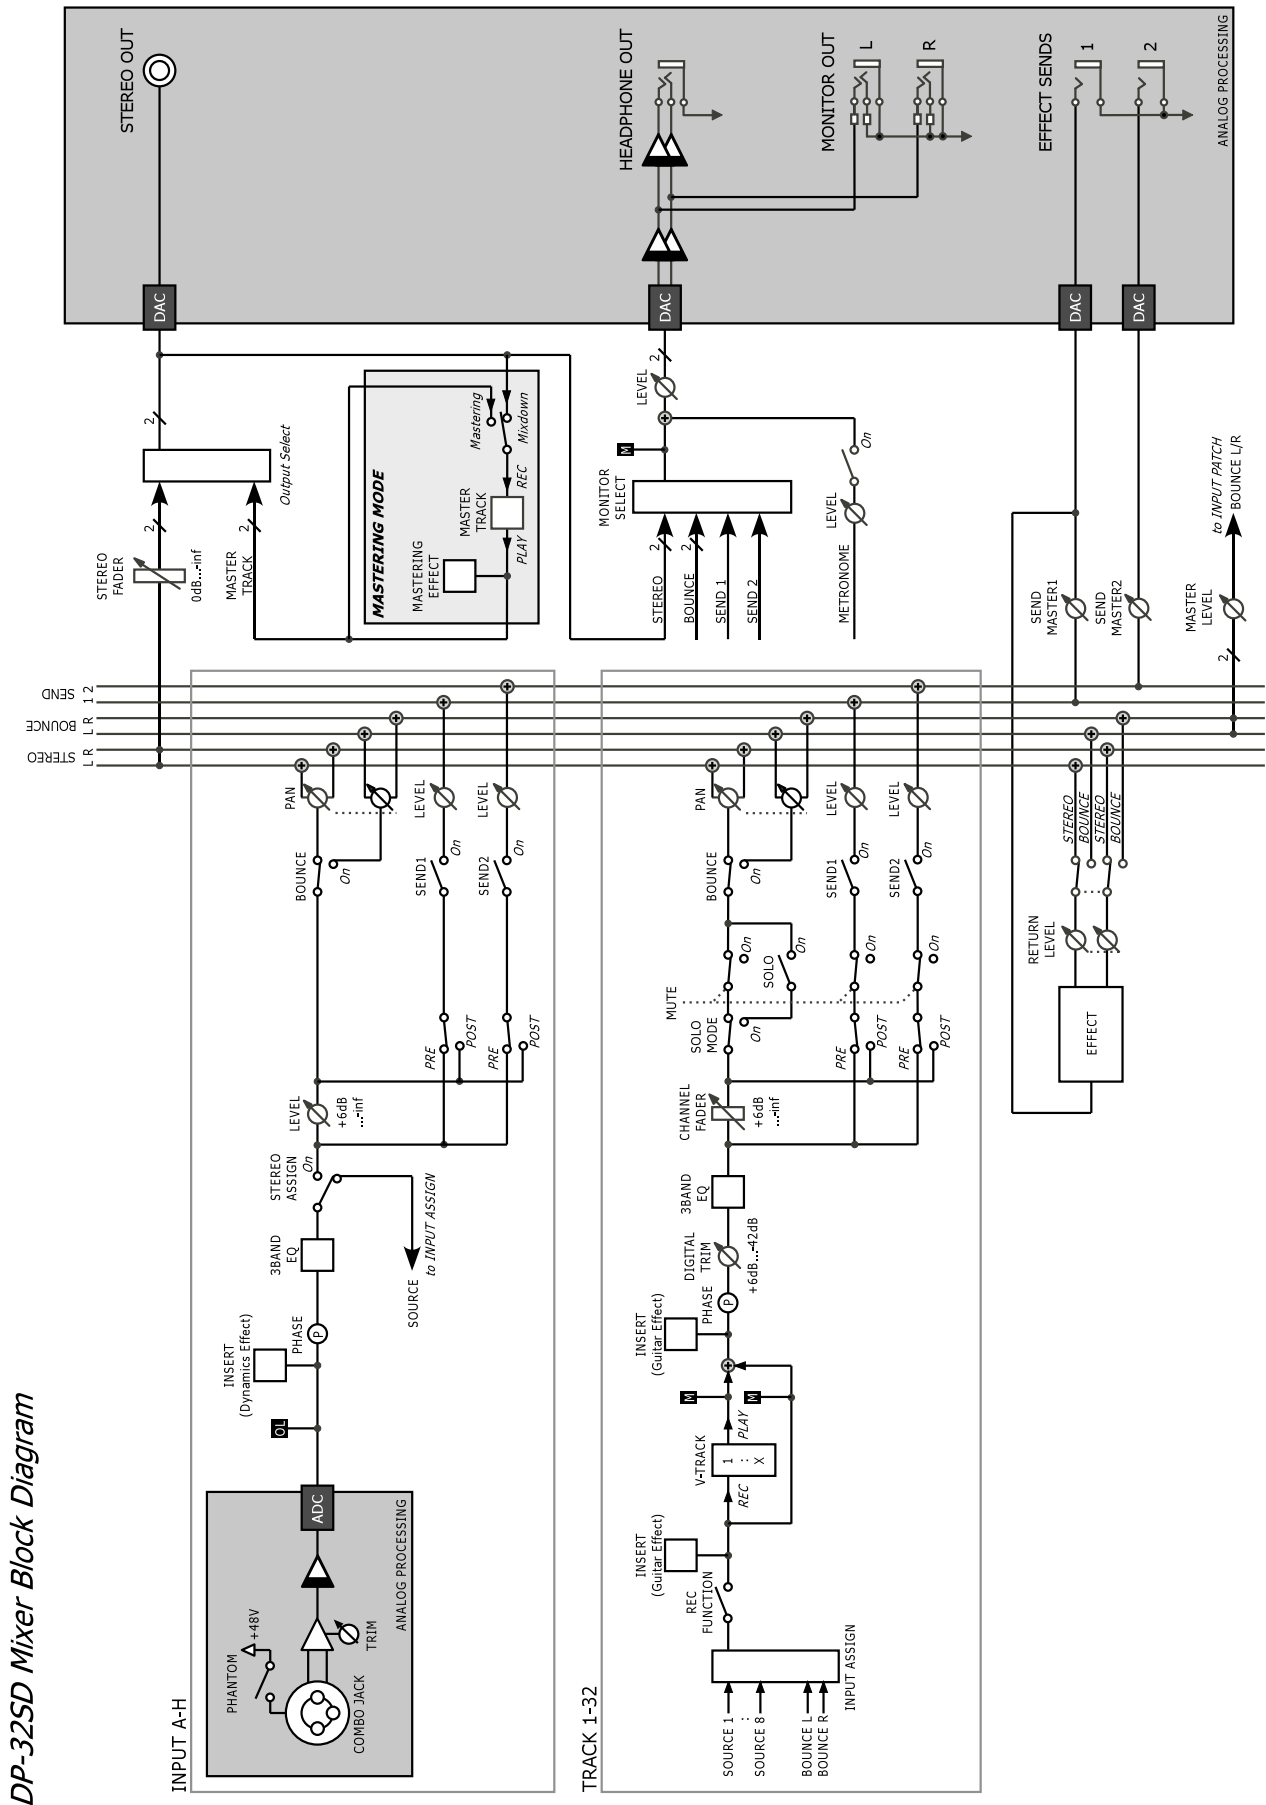 DP-32SD Mixer Block Diagram
INPUT A-H
PHANTOM
+48V
COMBO JACK
TRIM
ANALOG PROCESSING
ADC
OL
INSERT
(Dynamics Effect)
PHASE
P
3BAND
EQ
STEREO
ASSIGN
On
SOURCE
to INPUT ASSIGN
LEVEL
+6dB
...-inf
PRE
POST
PRE
POST
BOUNCE
On
SEND1
On
SEND2
On
PAN
LEVEL
LEVEL
TRACK 1-32
SOURCE 1
:
SOURCE 8
BOUNCE L
BOUNCE R
INPUT ASSIGN
REC
FUNCTION
INSERT
(Guitar Effect)
REC
V-TRACK
1
:
X
PLAY
M
M
INSERT
(Guitar Effect)
PHASE
P
DIGITAL
TRIM
+6dB...-42dB
3BAND
EQ
CHANNEL
FADER
+6dB
...-inf
SOLO
MODE
On
MUTE
On
SOLO
On
PRE
POST
On
PRE
POST
On
BOUNCE
On
SEND1
On
SEND2
On
PAN
LEVEL
LEVEL
EFFECT
RETURN
LEVEL
STEREO
BOUNCE
STEREO
BOUNCE
STEREO
L R
BOUNCE
L R
SEND
1 2
STEREO
FADER
0dB...-inf
2
MASTER
TRACK
2
Output Select
2
MASTERING MODE
MASTERING
EFFECT
MASTER
TRACK
PLAY
REC
Mastering
Mixdown
STEREO
2
BOUNCE
2
SEND 1
SEND 2
MONITOR
SELECT
M
METRONOME
LEVEL
On
LEVEL
2
SEND
MASTER1
SEND
MASTER2
MASTER
LEVEL
2
to INPUT PATCH
BOUNCE L/R
DAC
DAC
DAC
DAC
STEREO OUT
HEADPHONE OUT
MONITOR OUT
L
R
EFFECT SENDS
1
2
ANALOG PROCESSING